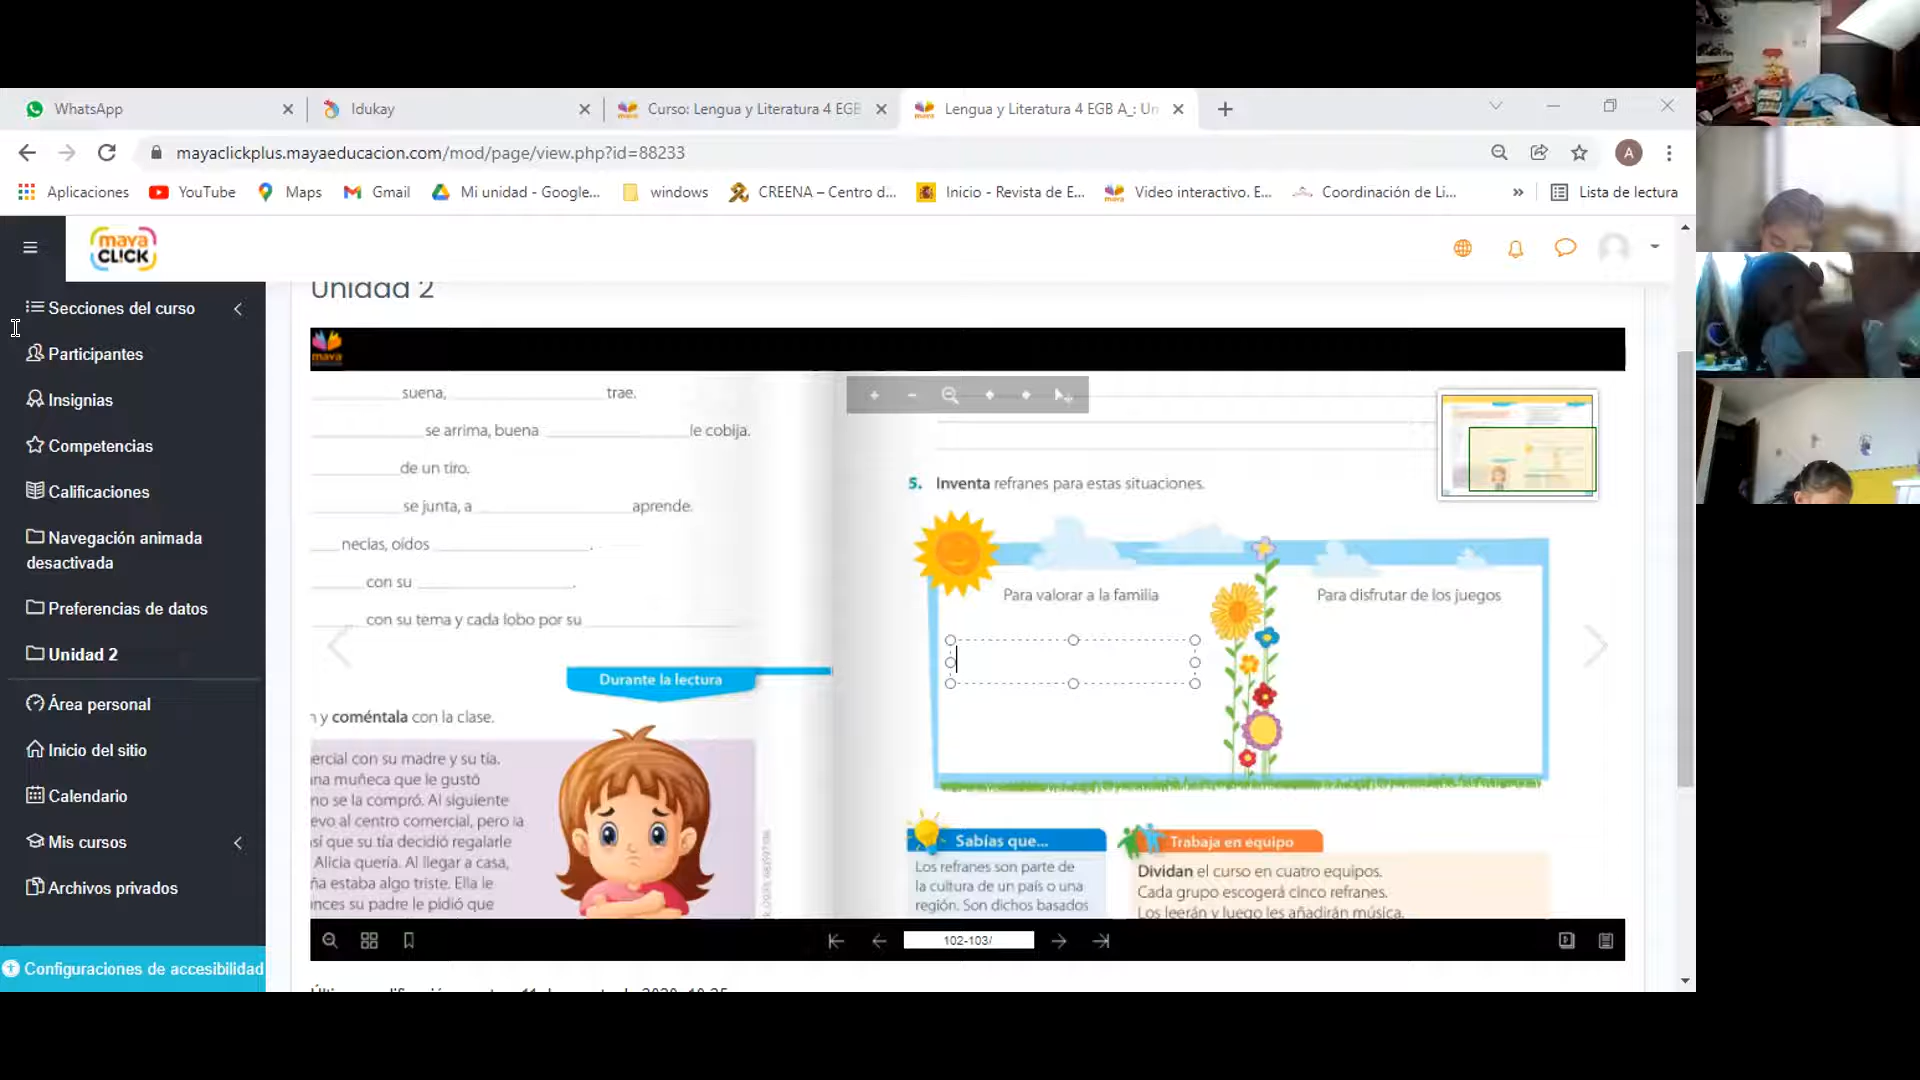 WhatsApp
Idukay
Curso: Lengua y Literatura 4 EGB
Lengua y Literatura 4 EGB A_: Un
mayaclickplus.mayaeducacion.com/mod/page/view.php?id=88233
A
Aplicaciones
YouTube
Maps
Gmail
Mi unidad - Google...
windows
CREENA – Centro d...
Inicio - Revista de E...
Video interactivo. E...
Coordinación de Li...
»
Lista de lectura
maya
CLICK
Unidad 2
Secciones del curso
Participantes
Insignias
Competencias
Calificaciones
Navegación animada
desactivada
Preferencias de datos
Unidad 2
Área personal
Inicio del sitio
Calendario
Mis cursos
Archivos privados
Configuraciones de accesibilidad
maya
suena, trae.
se arrima, buena le cobija.
de un tiro.
se junta, a aprende.
necias, oídos .
con su .
con su tema y cada lobo por su
Durante la lectura
n y coméntala con la clase.
ercial con su madre y su tía.
una muñeca que le gustó
no se la compró. Al siguiente
evo al centro comercial, pero la
así que su tía decidió regalarle
Alicia quería. Al llegar a casa,
ña estaba algo triste. Ella le
nces su padre le pidió que
5. Inventa refranes para estas situaciones.
Para valorar a la familia
Para disfrutar de los juegos
Sabías que...
Los refranes son parte de
la cultura de un país o una
región. Son dichos basados
Trabaja en equipo
Dividan el curso en cuatro equipos.
Cada grupo escogerá cinco refranes.
Los leerán y luego les añadirán música.
102-103/